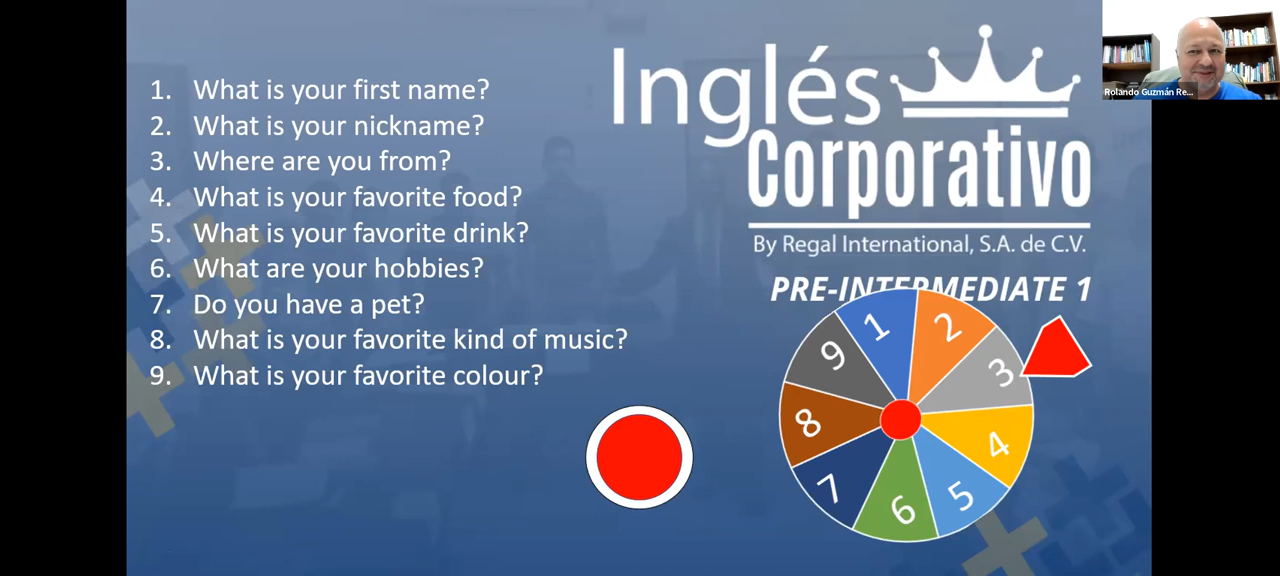 1. What is your first name?
2. What is your nickname?
3. Where are you from?
4. What is your favorite food?
5. What is your favorite drink?
6. What are your hobbies?
7. Do you have a pet?
8. What is your favorite kind of music?
9. What is your favorite colour?
Inglés
Corporativo
By Regal International, S.A. de C.V.
PRE-INTERMEDIATE 1
1
2
3
4
5
6
7
8
9
Rolando Guzmán Re...